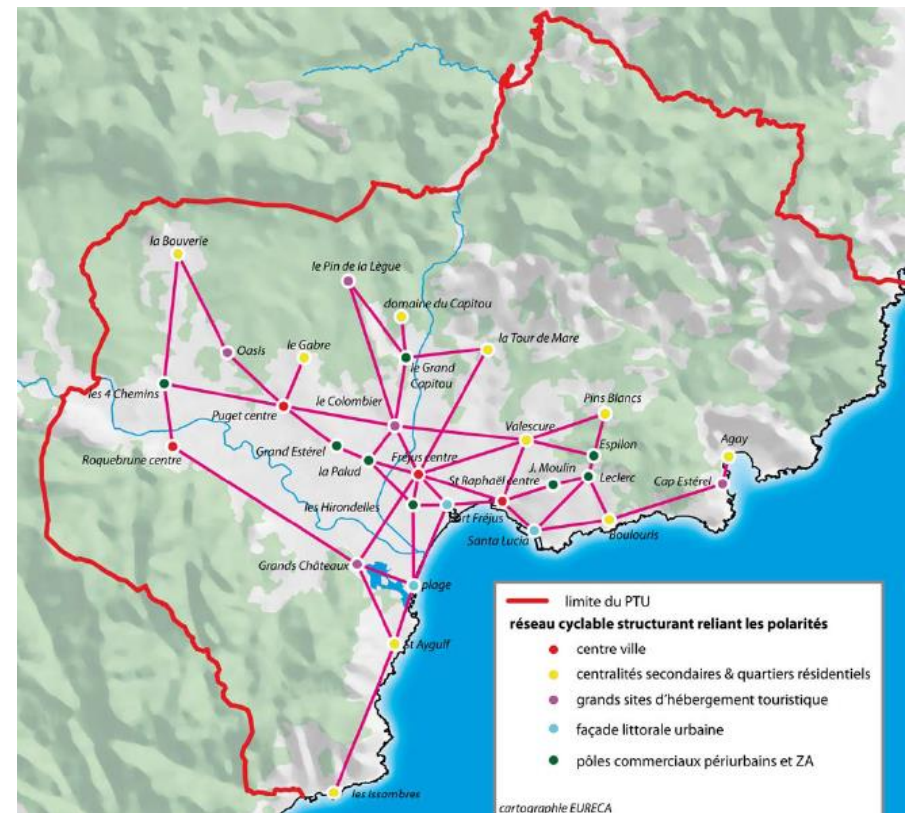 la Bouverie
le Pin de la Lègue
domaine du Capitou
la Tour de Mare
Oasis
le Gabre
le Grand
Capitou
les 4 Chemins
le Colombier
Puget centre
Pins Blancs
Valescure
Roquebrune centre
Grand Estérel
la Palud
Fréjus centre
Espilon
Agay
St Raphaël centre
J. Moulin
Leclerc
Cap Estérel
les Hirondelles
Port Fréjus
Santa Lucia
Boulouris
Grands Châteaux
plage
St Aygulf
les Issombres
limite du PTU
réseau cyclable structurant reliant les polarités
centre ville
centralités secondaires & quartiers résidentiels
grands sites d'hébergement touristique
façade littorale urbaine
pôles commerciaux périurbains et ZA
cartographie EURECA